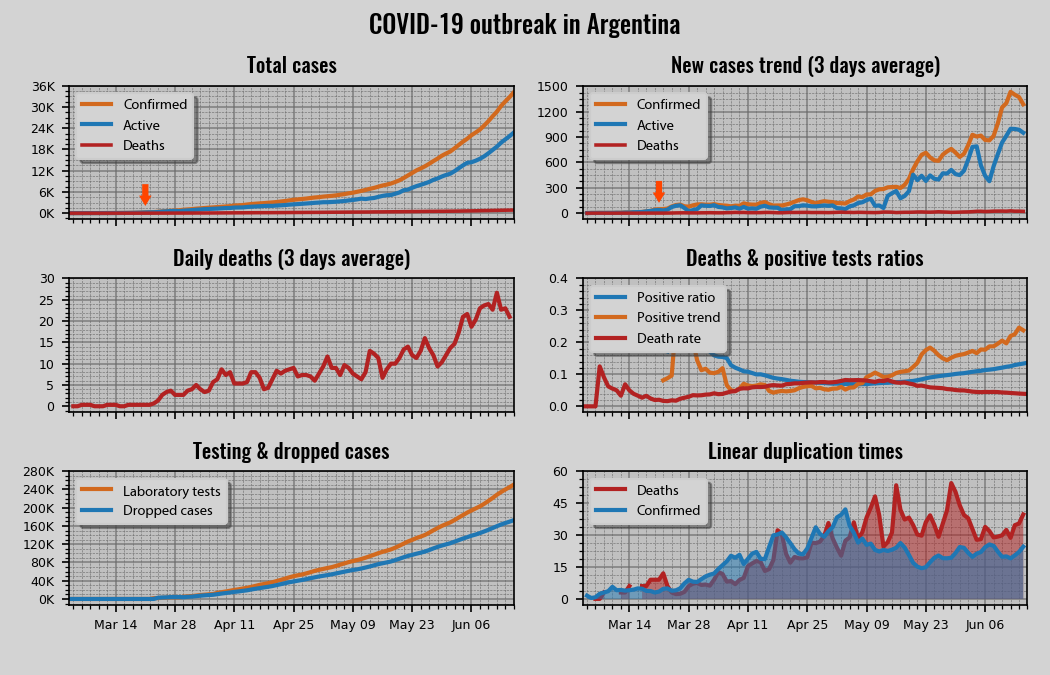 COVID-19 outbreak in Argentina
Total cases
36K
30K
24K
18K
12K
6K
0K
Confirmed
Active
Deaths
New cases trend (3 days average)
1500
1200
900
600
300
0
Confirmed
Active
Deaths
Daily deaths (3 days average)
30
25
20
15
10
5
0
Deaths & positive tests ratios
0.4
0.3
0.2
0.1
0.0
Positive ratio
Positive trend
Death rate
Testing & dropped cases
280K
240K
200K
160K
120K
80K
40K
0K
Laboratory tests
Dropped cases
Mar 14 Mar 28 Apr 11 Apr 25 May 09 May 23 Jun 06
Linear duplication times
60
45
30
15
0
Deaths
Confirmed
Mar 14 Mar 28 Apr 11 Apr 25 May 09 May 23 Jun 06